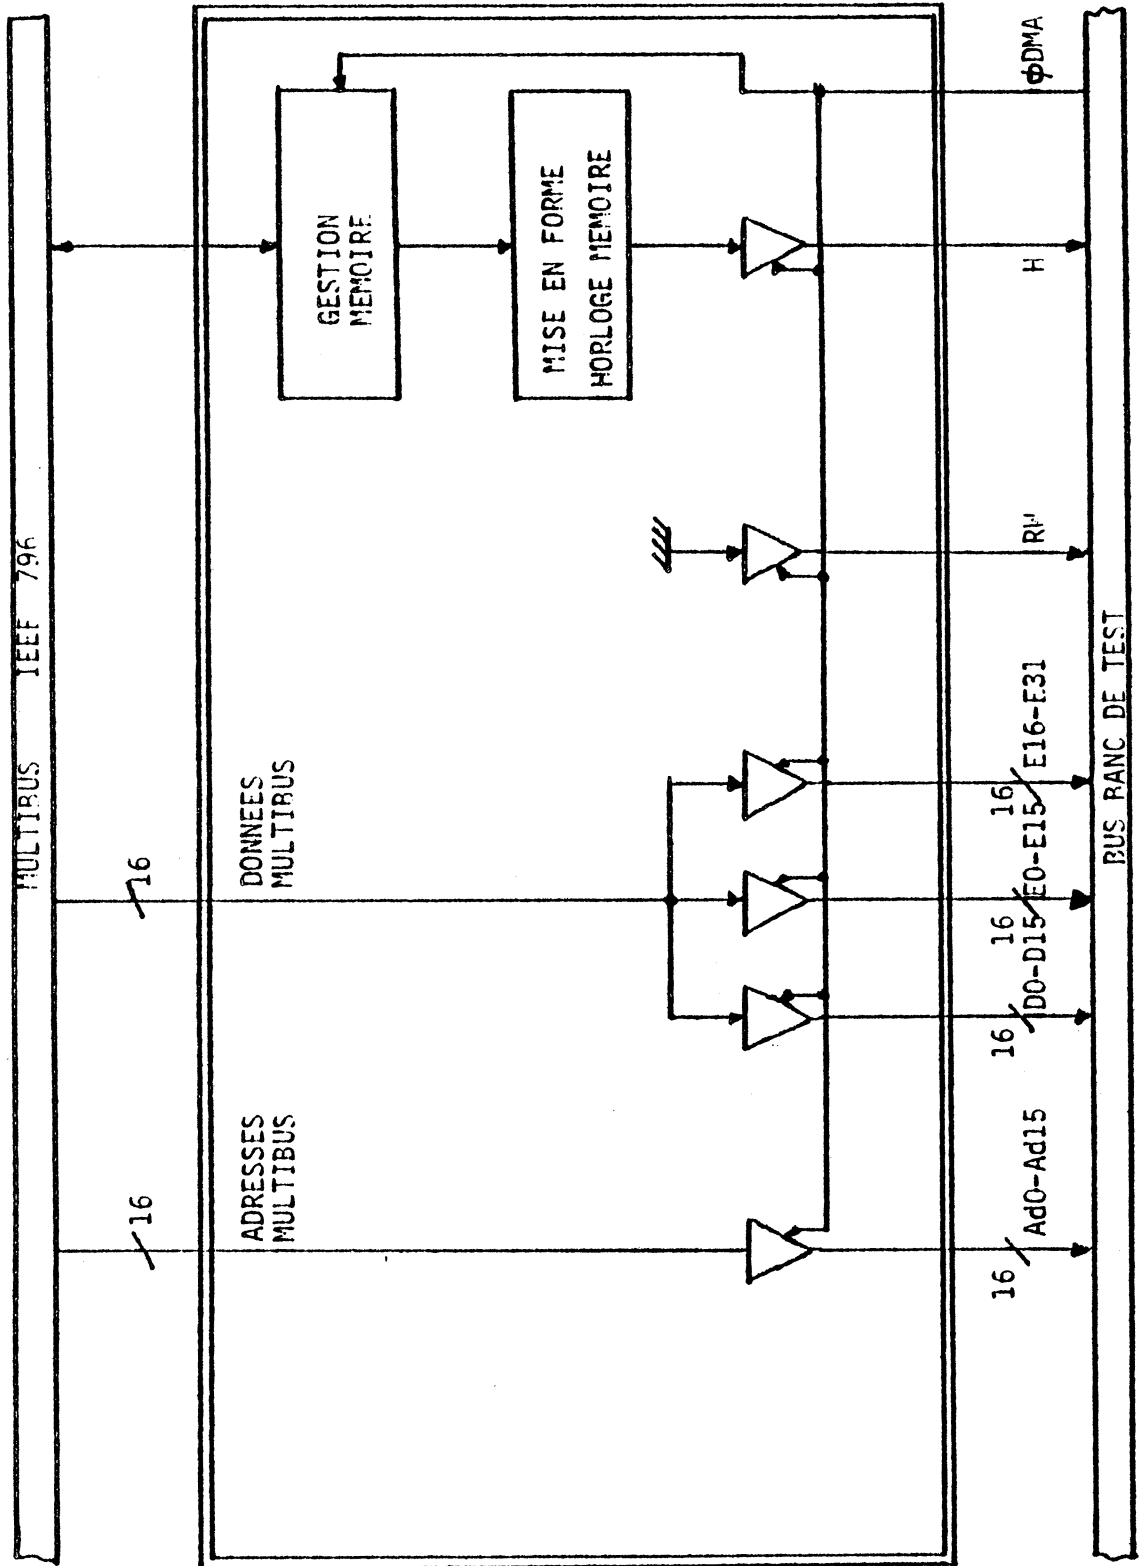 MULTIBUS IEEE 796
16
ADRESSES
MULTIBUS
16
DONNEES
MULTIBUS
GESTION
MEMOIRE
MISE EN FORME
HORLOGE MEMOIRE
16
Ad0-Ad15
16
D0-D15
16
E0-E15
16
E16-E31
RW
H
ϕDMA
BUS BANC DE TEST